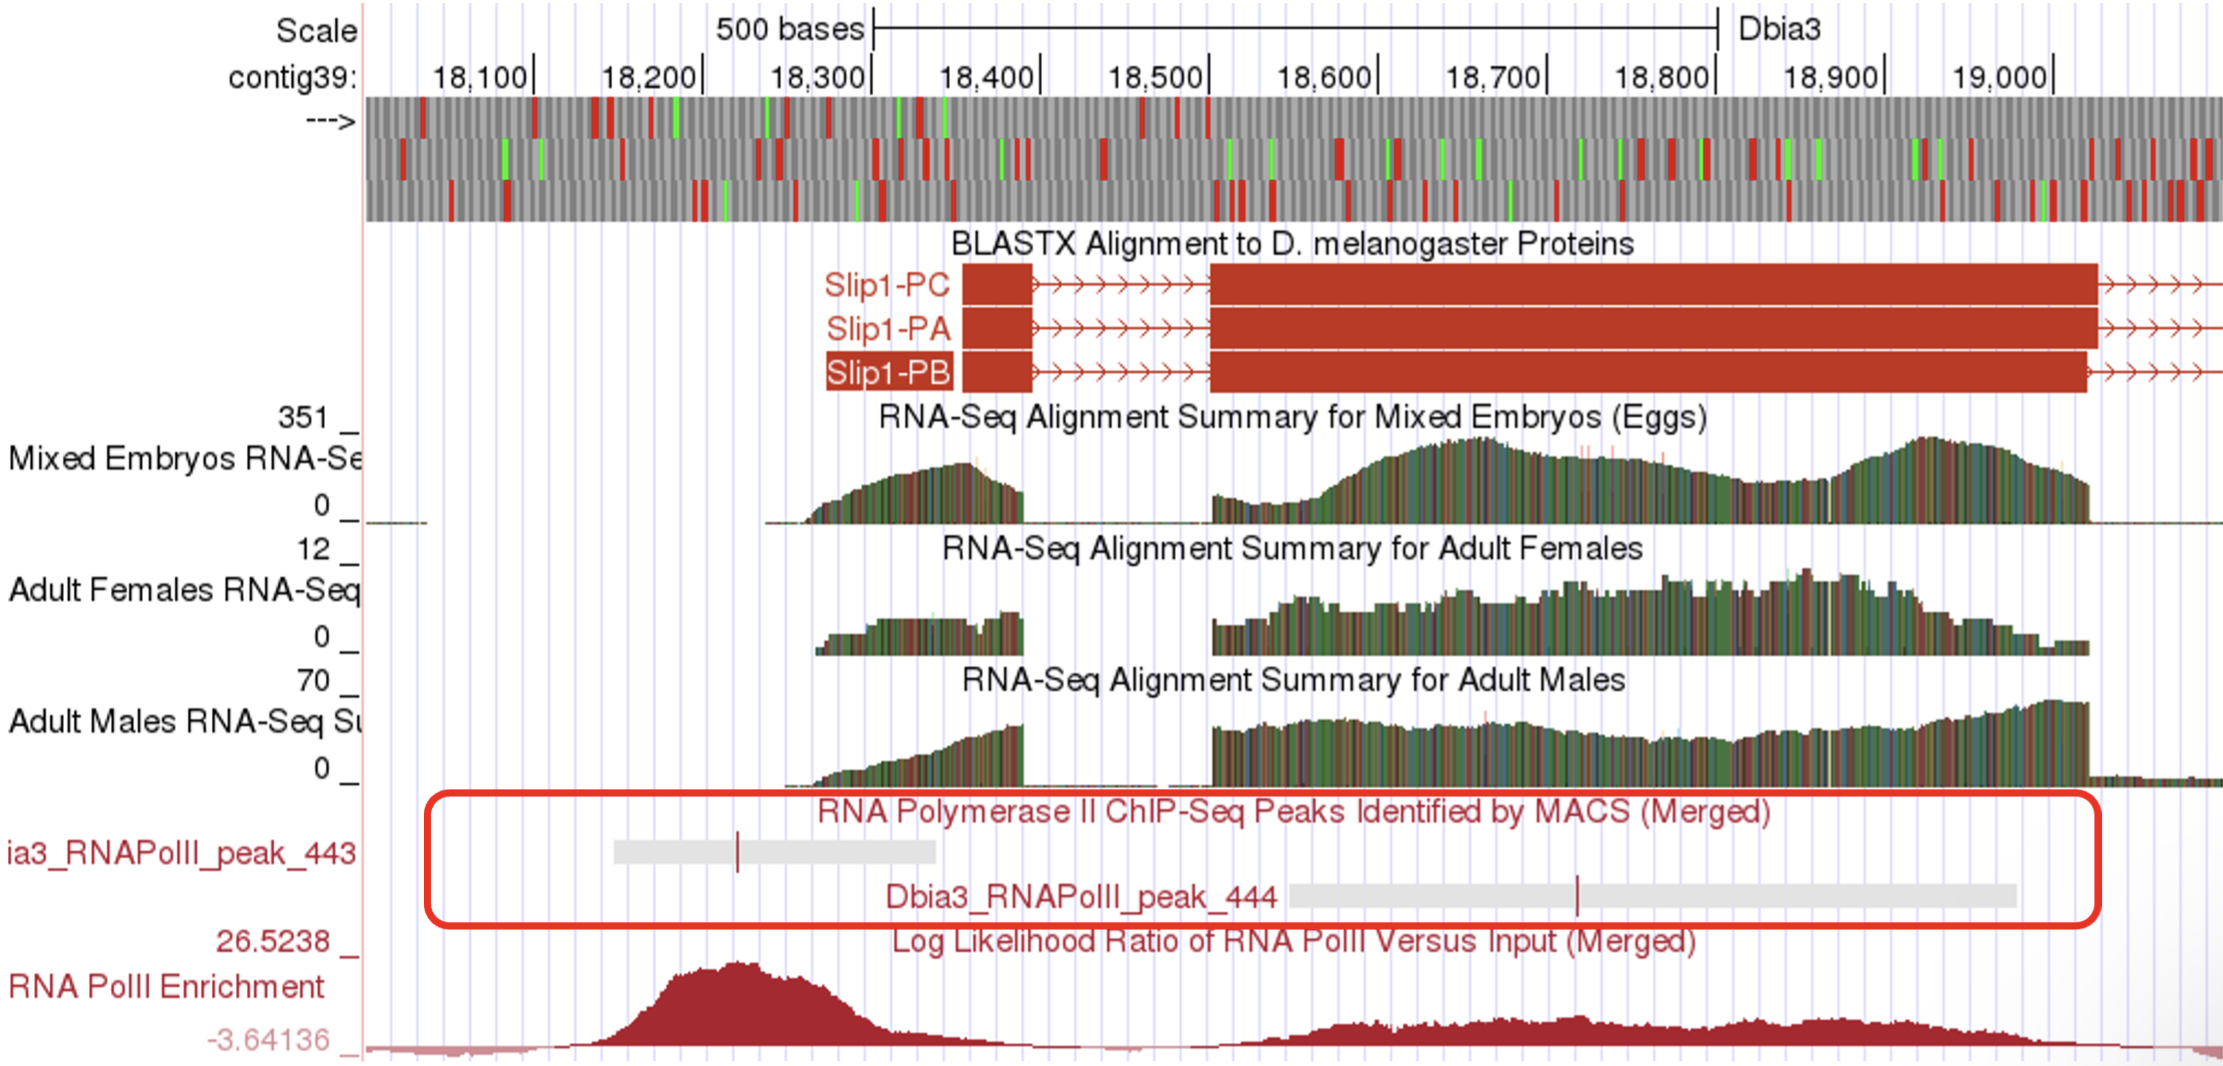 Scale 500 bases Dbia3
contig39: 18,100 18,200 18,300 18,400 18,500 18,600 18,700 18,800 18,900 19,000
--->
BLASTX Alignment to D. melanogaster Proteins
Slip1-PC
Slip1-PA
Slip1-PB
RNA-Seq Alignment Summary for Mixed Embryos (Eggs)
351
Mixed Embryos RNA-Se
0
RNA-Seq Alignment Summary for Adult Females
12
Adult Females RNA-Seq
0
RNA-Seq Alignment Summary for Adult Males
70
Adult Males RNA-Seq Su
0
RNA Polymerase II ChIP-Seq Peaks Identified by MACS (Merged)
ia3_RNAPolII_peak_443
Dbia3_RNAPolII_peak_444
Log Likelihood Ratio of RNA PolII Versus Input (Merged)
26.5238
RNA PolII Enrichment
-3.64136